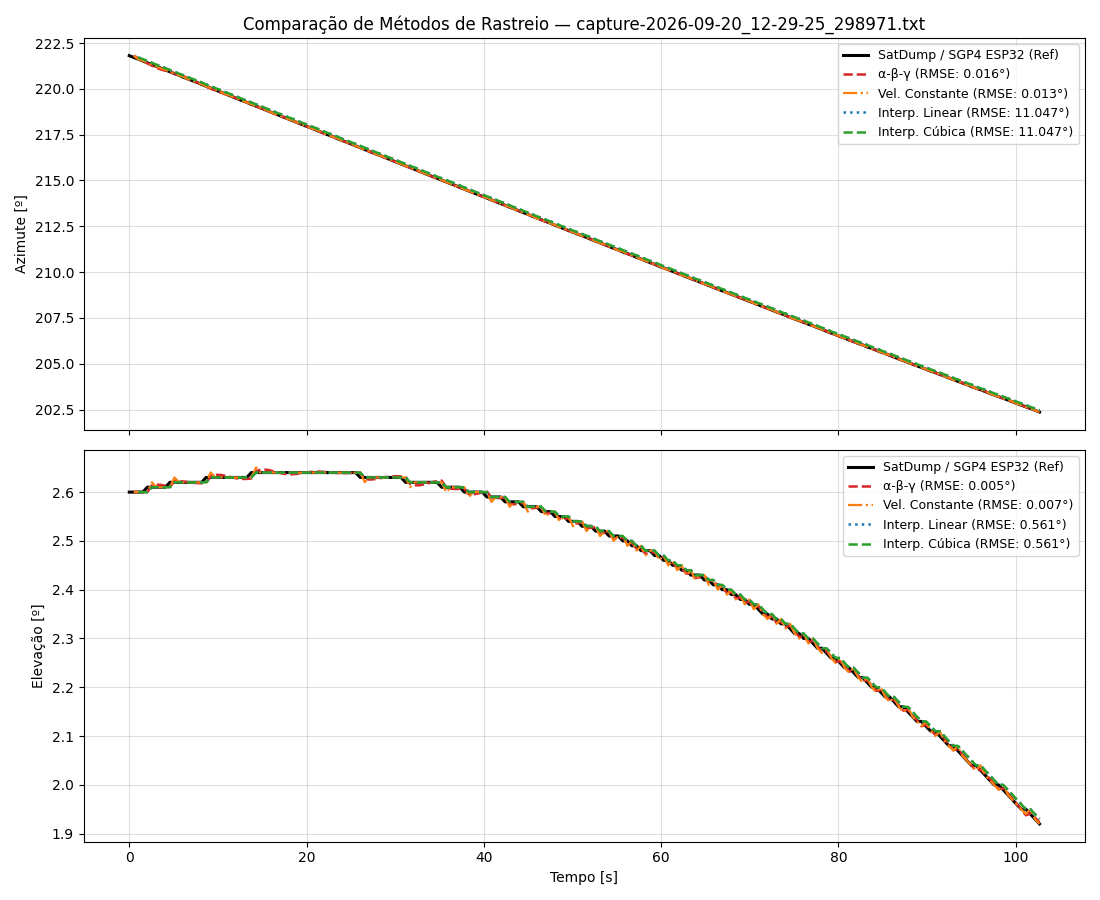 Comparação de Métodos de Rastreio — capture-2026-09-20_12-29-25_298971.txt
222.5
220.0
217.5
215.0
212.5
210.0
207.5
205.0
202.5
Azimute [º]
SatDump / SGP4 ESP32 (Ref)
α-β-γ (RMSE: 0.016°)
Vel. Constante (RMSE: 0.013°)
Interp. Linear (RMSE: 11.047°)
Interp. Cúbica (RMSE: 11.047°)
2.6
2.5
2.4
2.3
2.2
2.1
2.0
1.9
Elevação [º]
SatDump / SGP4 ESP32 (Ref)
α-β-γ (RMSE: 0.005°)
Vel. Constante (RMSE: 0.007°)
Interp. Linear (RMSE: 0.561°)
Interp. Cúbica (RMSE: 0.561°)
0 20 40 60 80 100
Tempo [s]